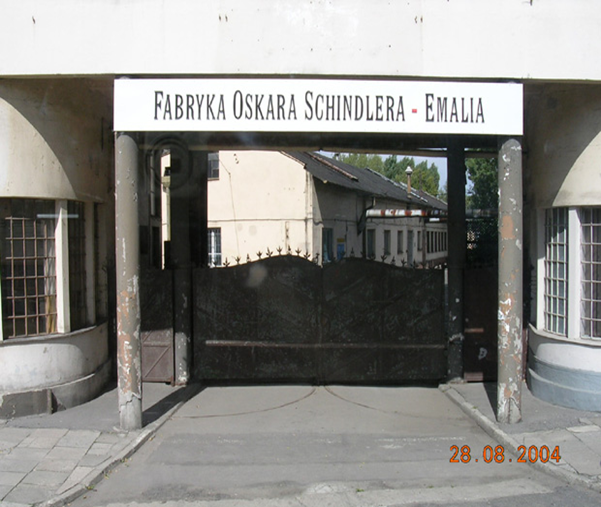 FABRYKA OSKARA SCHINDLERA - EMALIA
28.08.2004